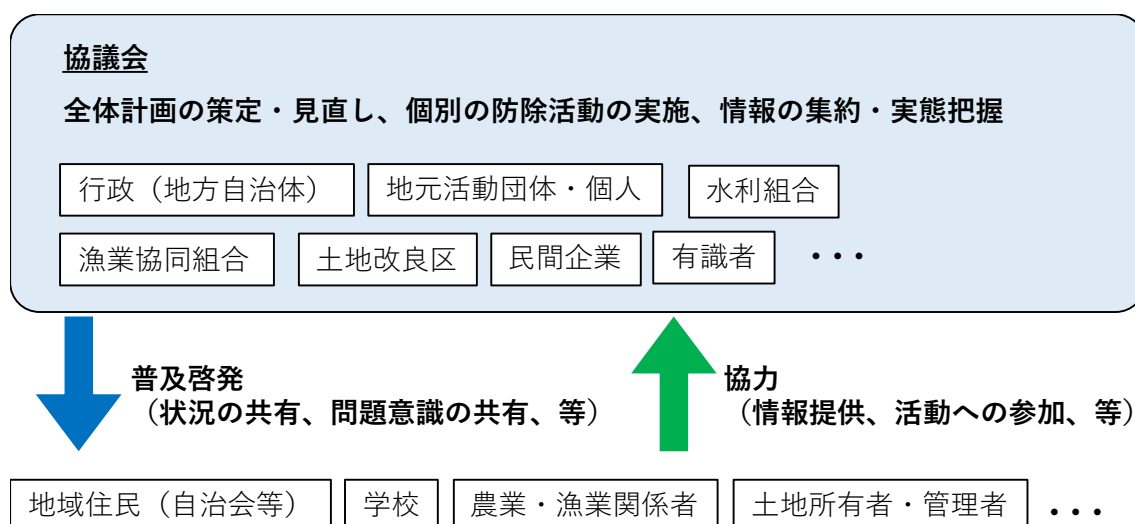 協議会
全体計画の策定・見直し、個別の防除活動の実施、情報の集約・実態把握
行政（地方自治体） 地元活動団体・個人 水利組合
漁業協同組合 土地改良区 民間企業 有識者 ・・・
普及啓発
（状況の共有、問題意識の共有、等）
協力
（情報提供、活動への参加、等）
地域住民（自治会等） 学校 農業・漁業関係者 土地所有者・管理者 ・・・